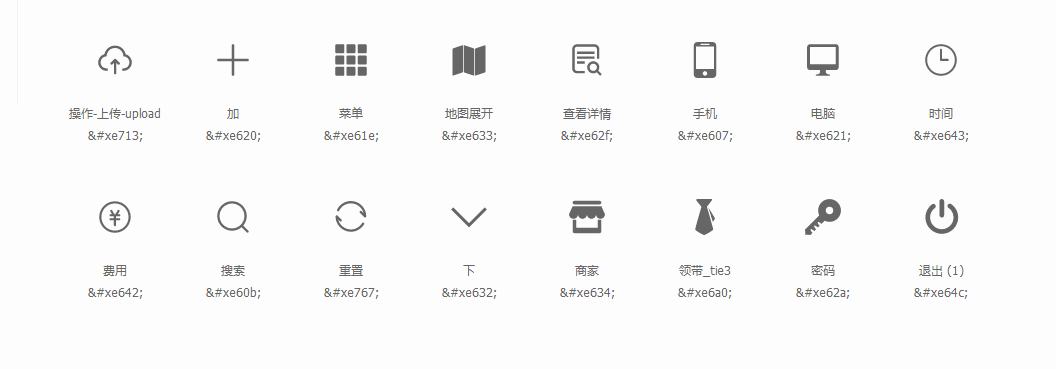 操作-上传-upload 加 菜单 地图展开 查看详情 手机 电脑 时间
&#xe713; &#xe620; &#xe61e; &#xe633; &#xe62f; &#xe607; &#xe621; &#xe643;
费用 搜索 重置 下 商家 领带_tie3 密码 退出 (1)
&#xe642; &#xe60b; &#xe767; &#xe632; &#xe634; &#xe6a0; &#xe62a; &#xe64c;